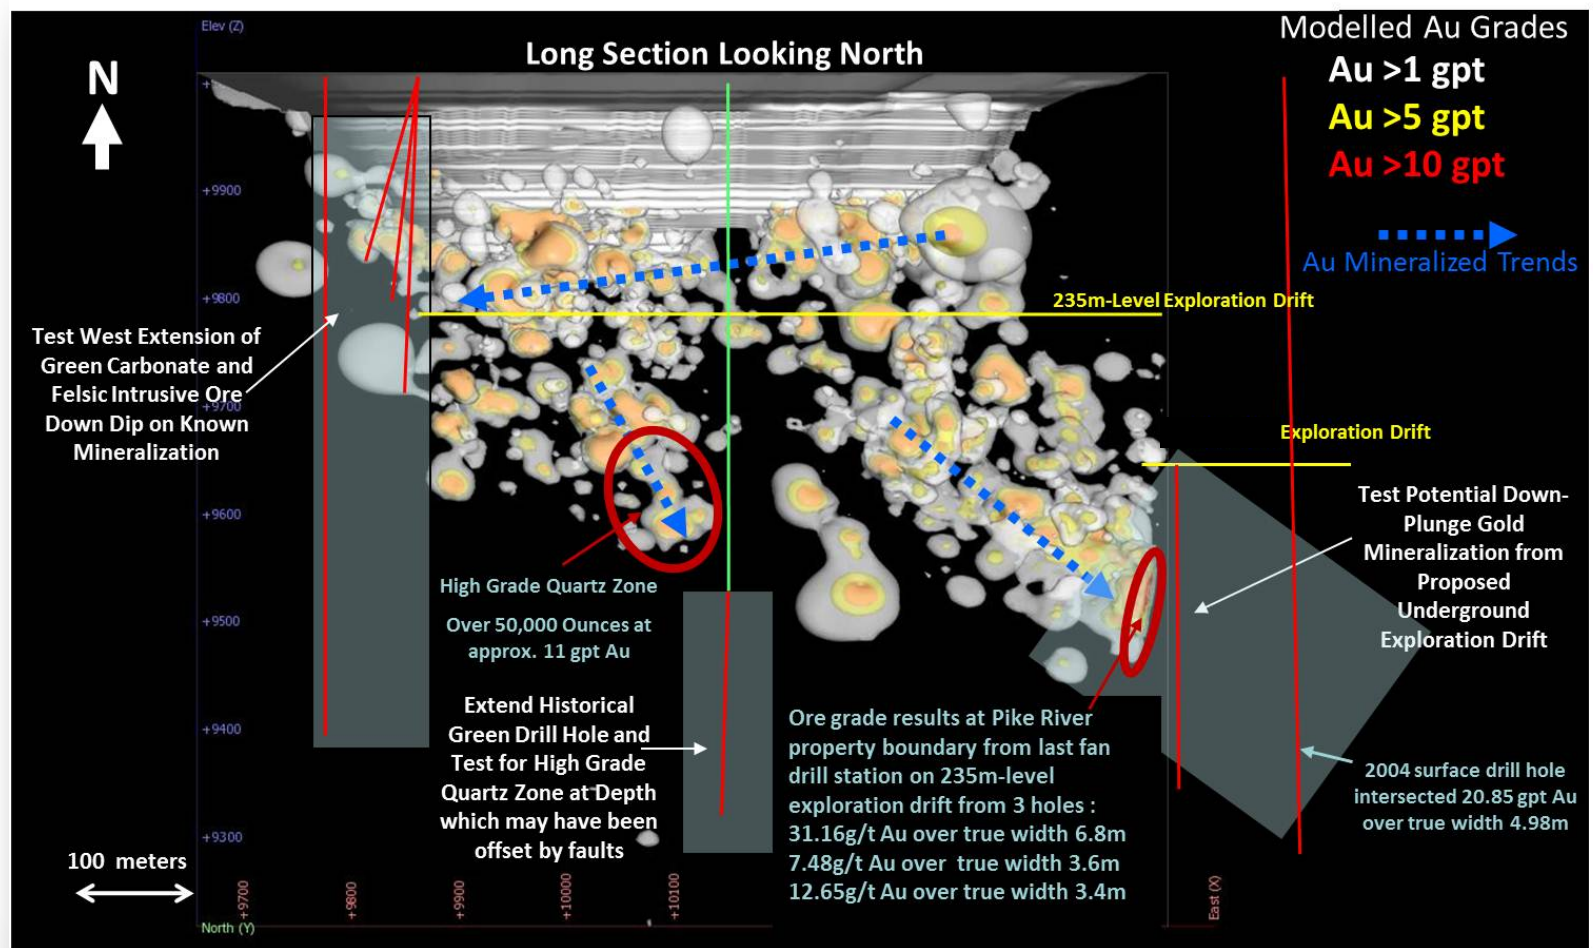 Elev (Z)
Long Section Looking North
Modelled Au Grades
Au >1 gpt
Au >5 gpt
Au >10 gpt
Au Mineralized Trends
N
+9900
+9800
+9700
+9600
+9500
+9400
+9300
235m-Level Exploration Drift
Test West Extension of
Green Carbonate and
Felsic Intrusive Ore
Down Dip on Known
Mineralization
Exploration Drift
Test Potential Down-
Plunge Gold
Mineralization from
Proposed
Underground
Exploration Drift
High Grade Quartz Zone
Over 50,000 Ounces at
approx. 11 gpt Au
Extend Historical
Green Drill Hole and
Test for High Grade
Quartz Zone at Depth
which may have been
offset by faults
Ore grade results at Pike River
property boundary from last fan
drill station on 235m-level
exploration drift from 3 holes :
31.16g/t Au over true width 6.8m
7.48g/t Au over true width 3.6m
12.65g/t Au over true width 3.4m
2004 surface drill hole
intersected 20.85 gpt Au
over true width 4.98m
100 meters
+9700
+9800
+9900
+10000
+10100
East (X)
North (Y)